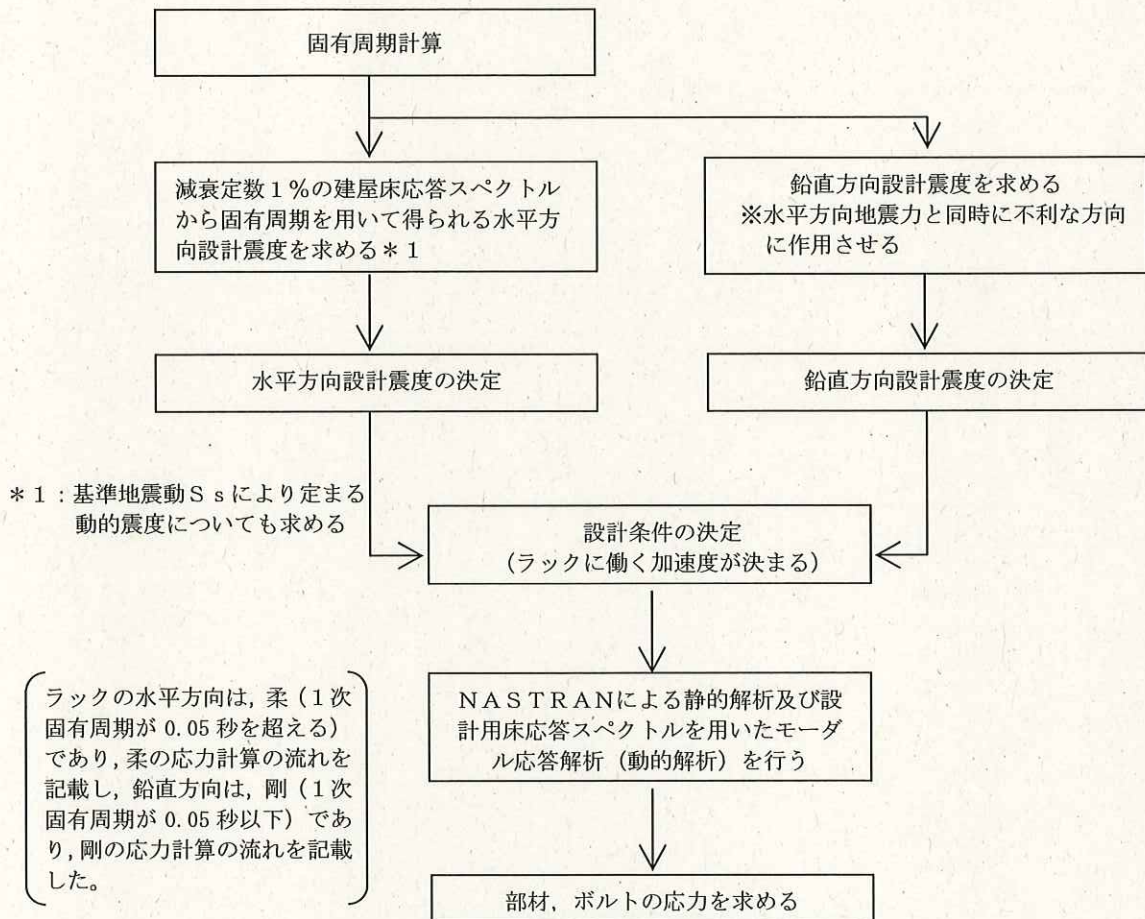 固有周期計算
減衰定数1％の建屋床応答スペクトル
から固有周期を用いて得られる水平方
向設計震度を求める＊1
鉛直方向設計震度を求める
※水平方向地震力と同時に不利な方向
に作用させる
水平方向設計震度の決定
鉛直方向設計震度の決定
＊1：基準地震動Ｓｓにより定まる
動的震度についても求める
設計条件の決定
（ラックに働く加速度が決まる）
ラックの水平方向は，柔（1次
固有周期が 0.05 秒を超える）
であり，柔の応力計算の流れを
記載し，鉛直方向は，剛（1次
固有周期が 0.05 秒以下）であ
り，剛の応力計算の流れを記載
した。
ＮＡＳＴＲＡＮによる静的解析及び設
計用床応答スペクトルを用いたモーダ
ル応答解析（動的解析）を行う
部材，ボルトの応力を求める